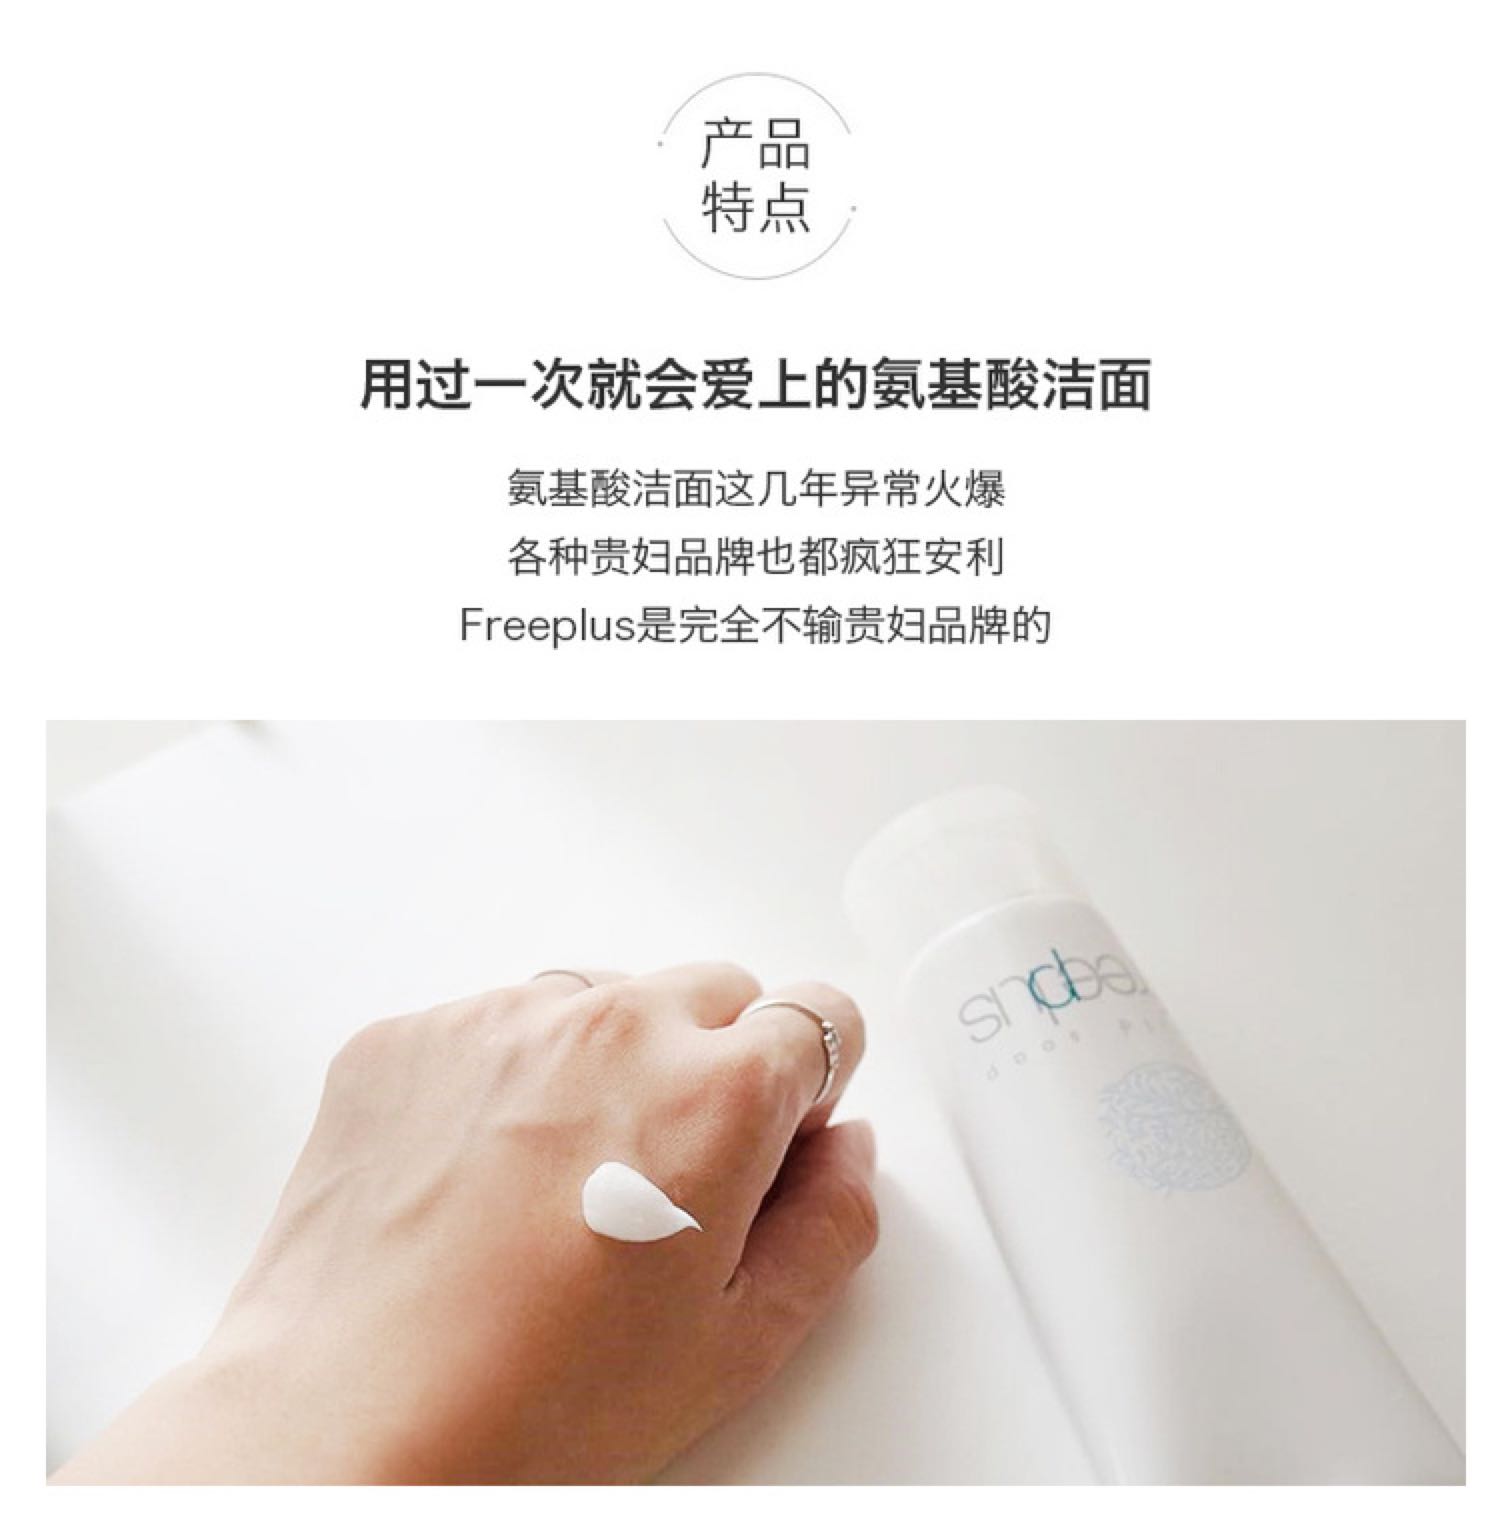 产品
特点
用过一次就会爱上的氨基酸洁面
氨基酸洁面这几年异常火爆
各种贵妇品牌也都疯狂安利
Freeplus是完全不输贵妇品牌的